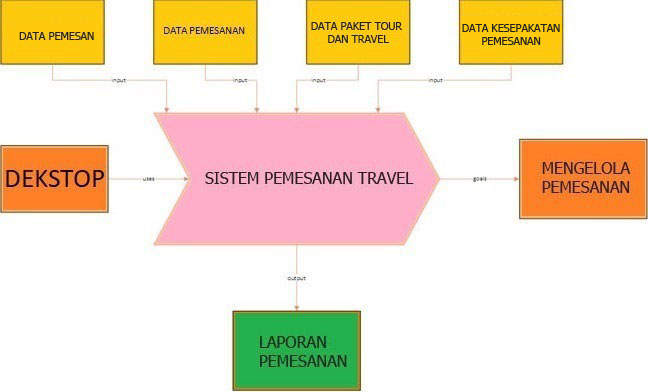 DATA PEMESAN
DATA PEMESANAN
DATA PAKET TOUR
DAN TRAVEL
DATA KESEPAKATAN
PEMESANAN
input
input
input
input
DEKSTOP
uses
SISTEM PEMESANAN TRAVEL
goals
MENGELOLA
PEMESANAN
output
LAPORAN
PEMESANAN